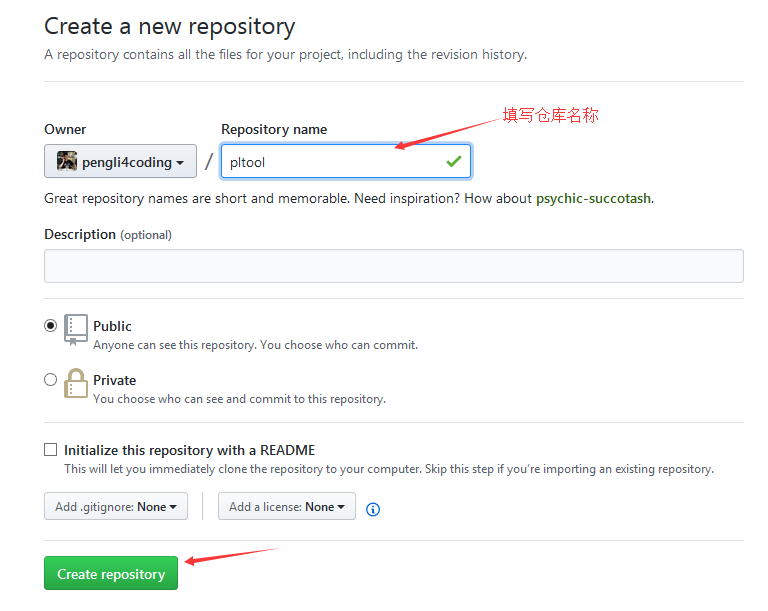 Create a new repository
A repository contains all the files for your project, including the revision history.
填写仓库名称
Owner
Repository name
pengli4coding
/
pltool
Great repository names are short and memorable. Need inspiration? How about psychic-succotash.
Description (optional)
Public
Anyone can see this repository. You choose who can commit.
Private
You choose who can see and commit to this repository.
Initialize this repository with a README
This will let you immediately clone the repository to your computer. Skip this step if you’re importing an existing repository.
Add .gitignore: None
Add a license: None
Create repository